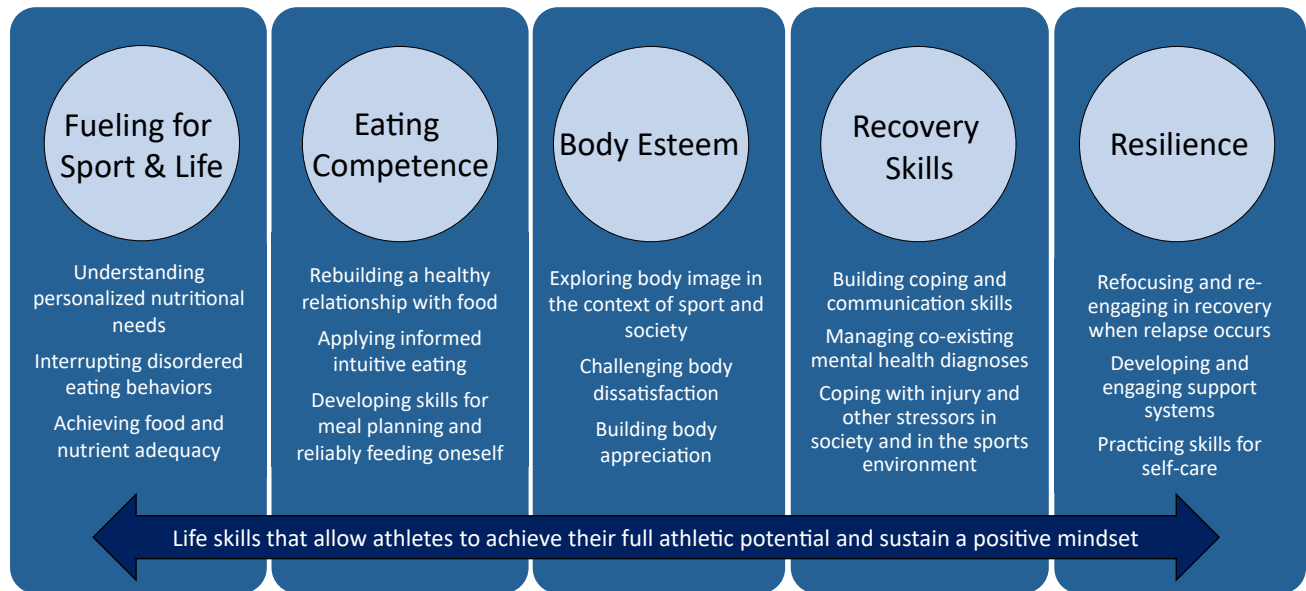 Fueling for
Sport & Life
Understanding
personalized nutritional
needs
Interrupting disordered
eating behaviors
Achieving food and
nutrient adequacy
Eating
Competence
Rebuilding a healthy
relationship with food
Applying informed
intuitive eating
Developing skills for
meal planning and
reliably feeding oneself
Body Esteem
Exploring body image in
the context of sport and
society
Challenging body
dissatisfaction
Building body
appreciation
Recovery
Skills
Building coping and
communication skills
Managing co-existing
mental health diagnoses
Coping with injury and
other stressors in
society and in the sports
environment
Resilience
Refocusing and re-
engaging in recovery
when relapse occurs
Developing and
engaging support
systems
Practicing skills for
self-care
Life skills that allow athletes to achieve their full athletic potential and sustain a positive mindset